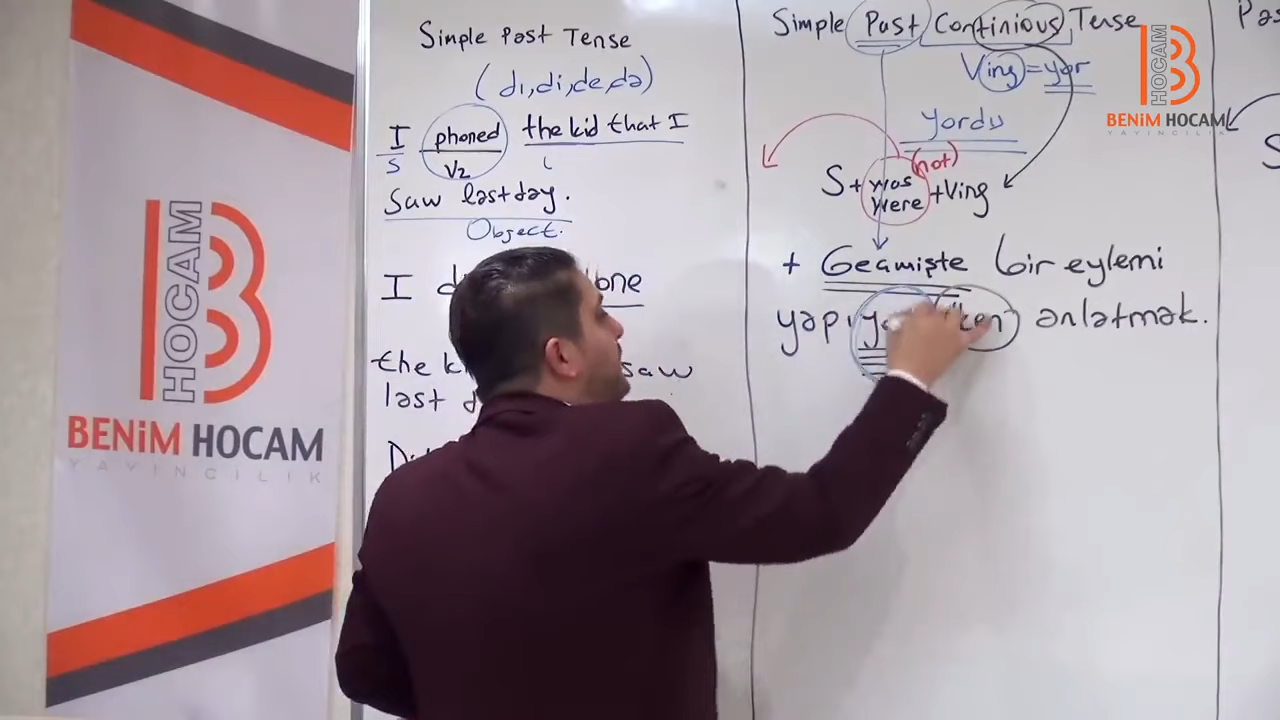 HOCAM
BENİM HOCAM
YAYINCILIK
Simple Past Tense
(dı, di, de, da)
I phoned the kid that I
S V2
Saw last day.
Object.
I
the
saw
last
Simple Past Continious Tense
Ving = yor
yordu
(not)
S + was
were + Ving
+ Geçmişte bir eylemi
anlatmak.
HOCAM
BENİM HOCAM
YAYINCILIK
S